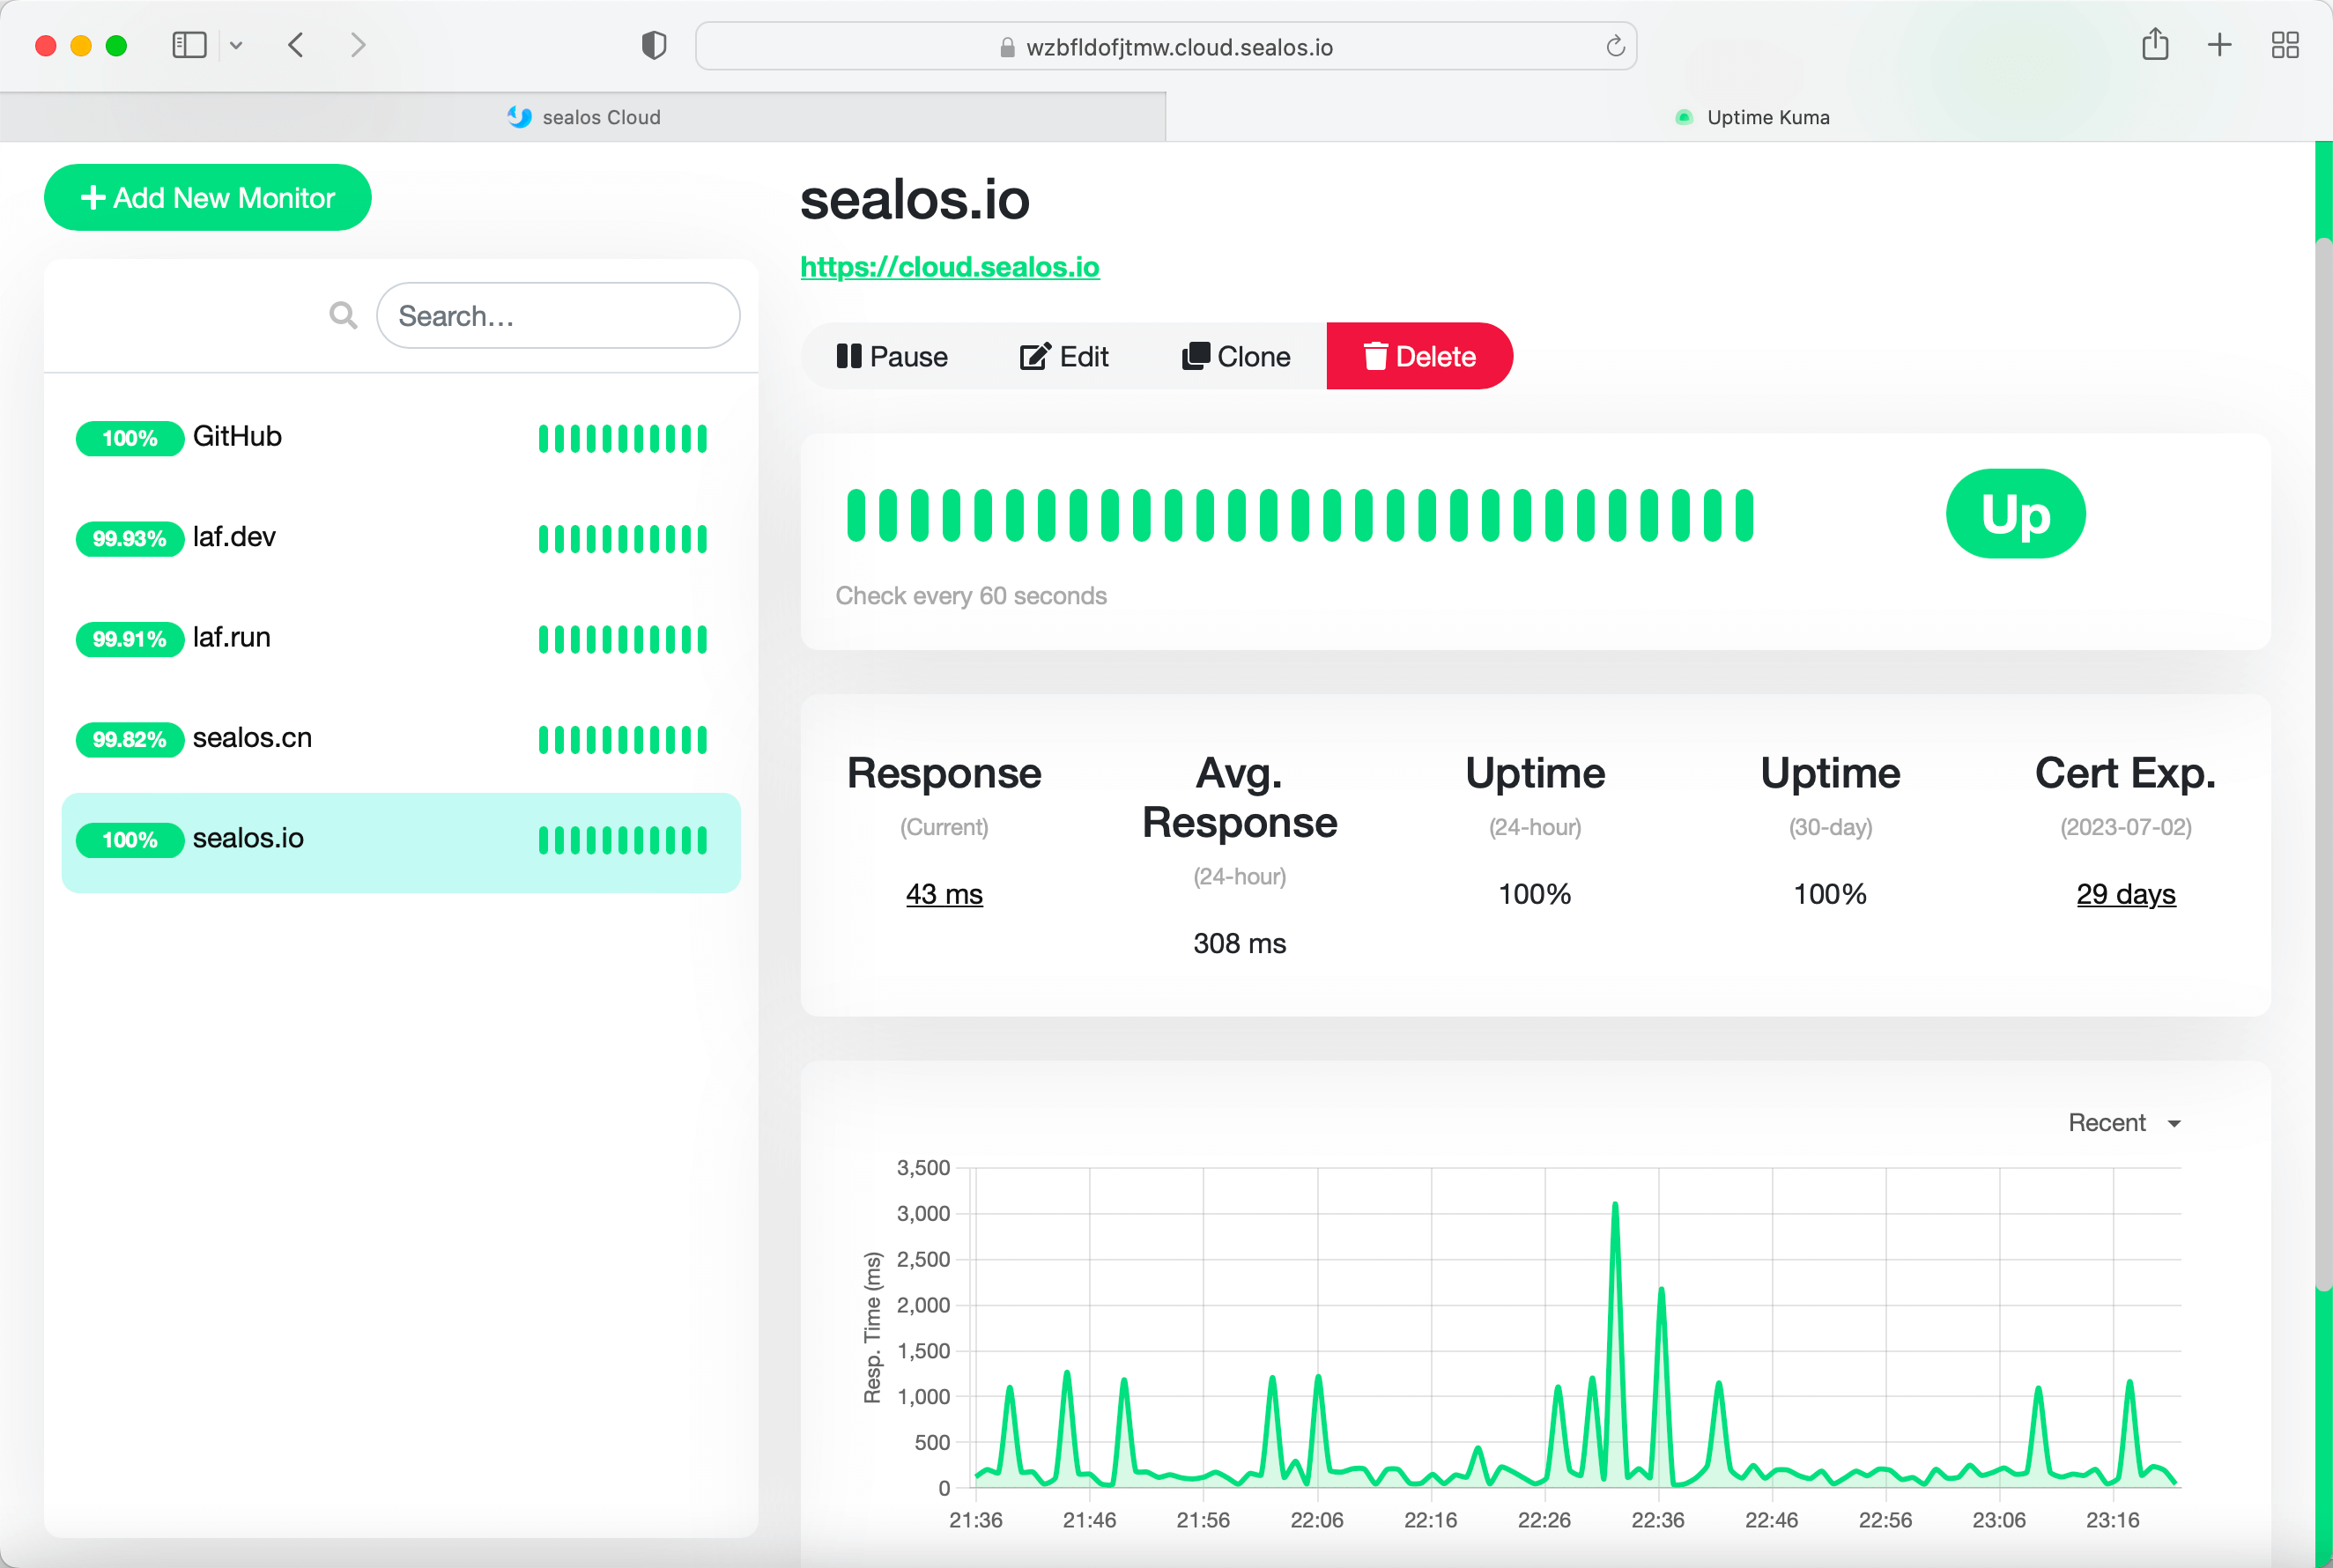 wzbfldofjtmw.cloud.sealos.io
sealos Cloud
Uptime Kuma
Add New Monitor
Search...
100% GitHub
99.93% laf.dev
99.91% laf.run
99.82% sealos.cn
100% sealos.io
sealos.io
https://cloud.sealos.io
Pause Edit Clone Delete
Up
Check every 60 seconds
Response
(Current)
43 ms
Avg.
Response
(24-hour)
308 ms
Uptime
(24-hour)
100%
Uptime
(30-day)
100%
Cert Exp.
(2023-07-02)
29 days
Recent
Resp. Time (ms)
3,500
3,000
2,500
2,000
1,500
1,000
500
0
21:36 21:46 21:56 22:06 22:16 22:26 22:36 22:46 22:56 23:06 23:16